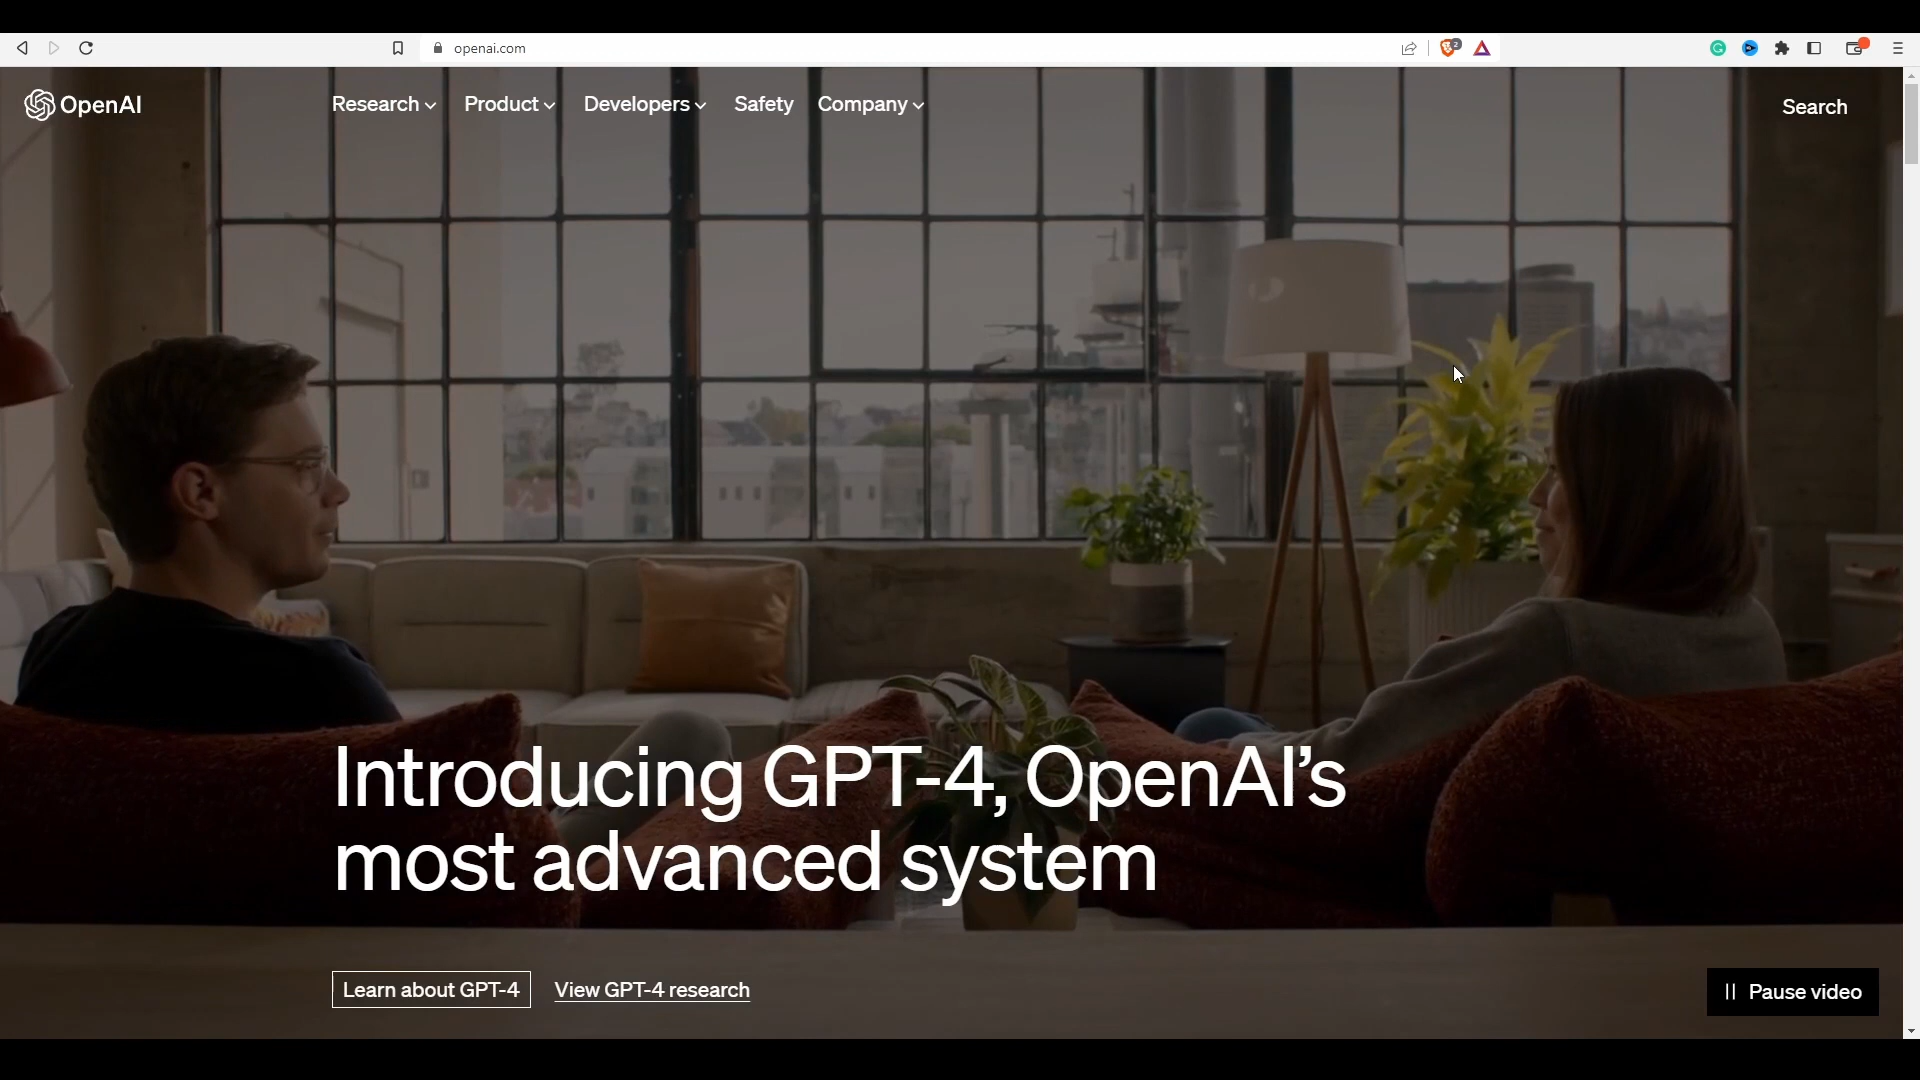 openai.com
2
OpenAI
Research
Product
Developers
Safety
Company
Search
Introducing GPT-4, OpenAI’s
most advanced system
Learn about GPT-4
View GPT-4 research
Pause video